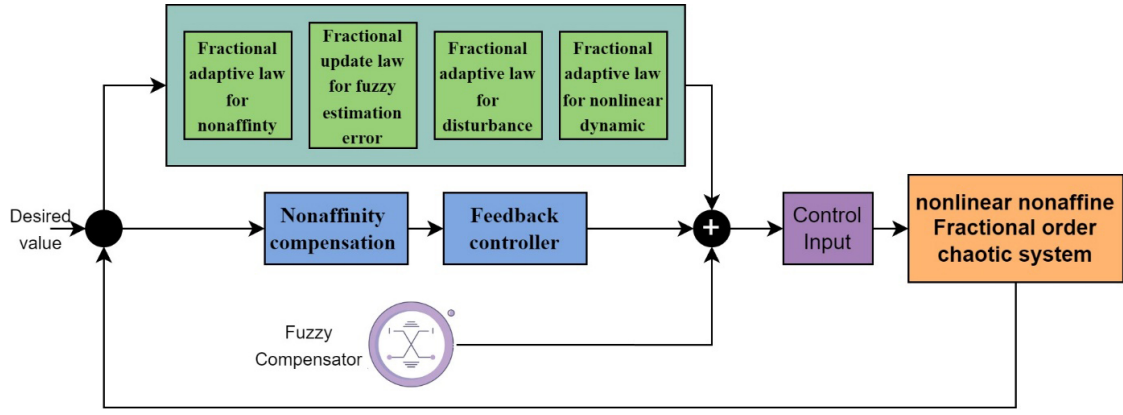 Fractional
adaptive law
for
nonaffinty
Fractional
update law
for fuzzy
estimation
error
Fractional
adaptive law
for
disturbance
Fractional
adaptive law
for nonlinear
dynamic
Desired
value
Nonaffinity
compensation
Feedback
controller
+
Control
Input
nonlinear nonaffine
Fractional order
chaotic system
Fuzzy
Compensator